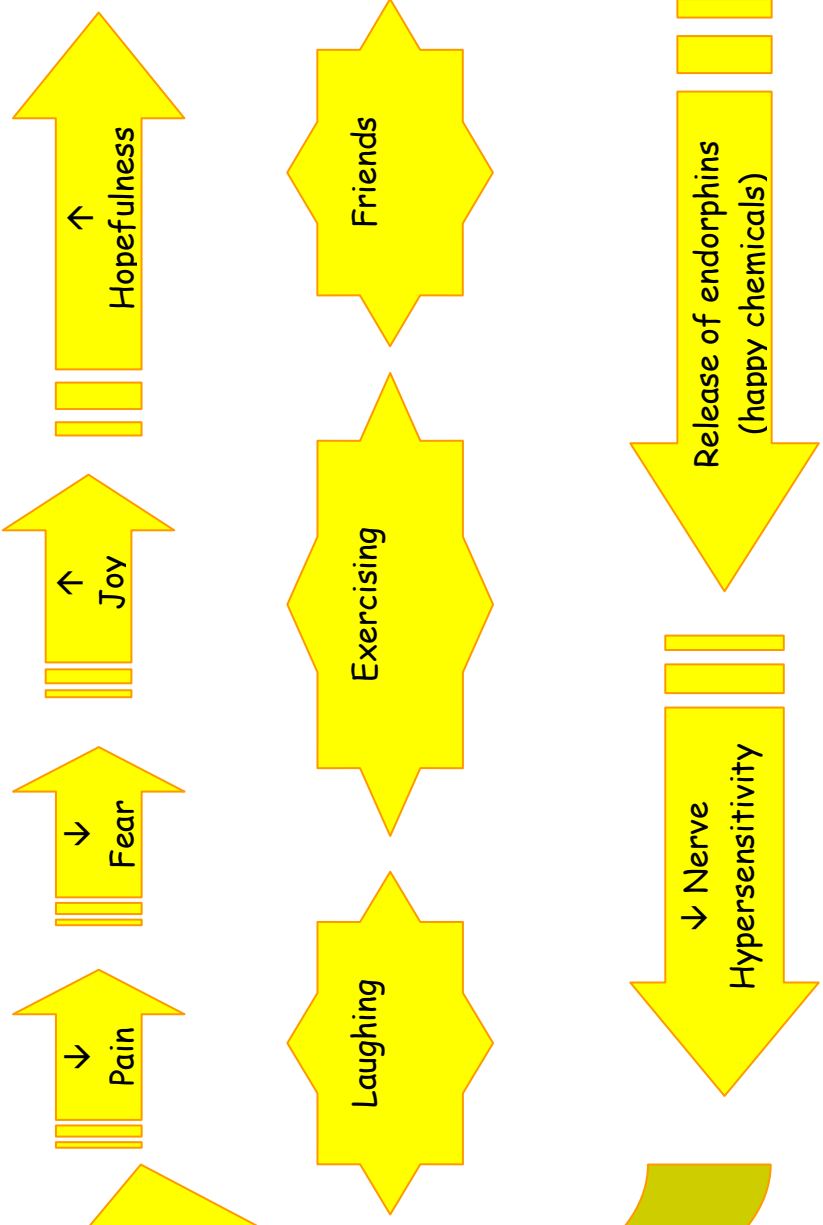 ↓
Pain
↓
Fear
↑
Joy
↑
Hopefulness
Laughing
Exercising
Friends
↓ Nerve
Hypersensitivity
Release of endorphins
(happy chemicals)